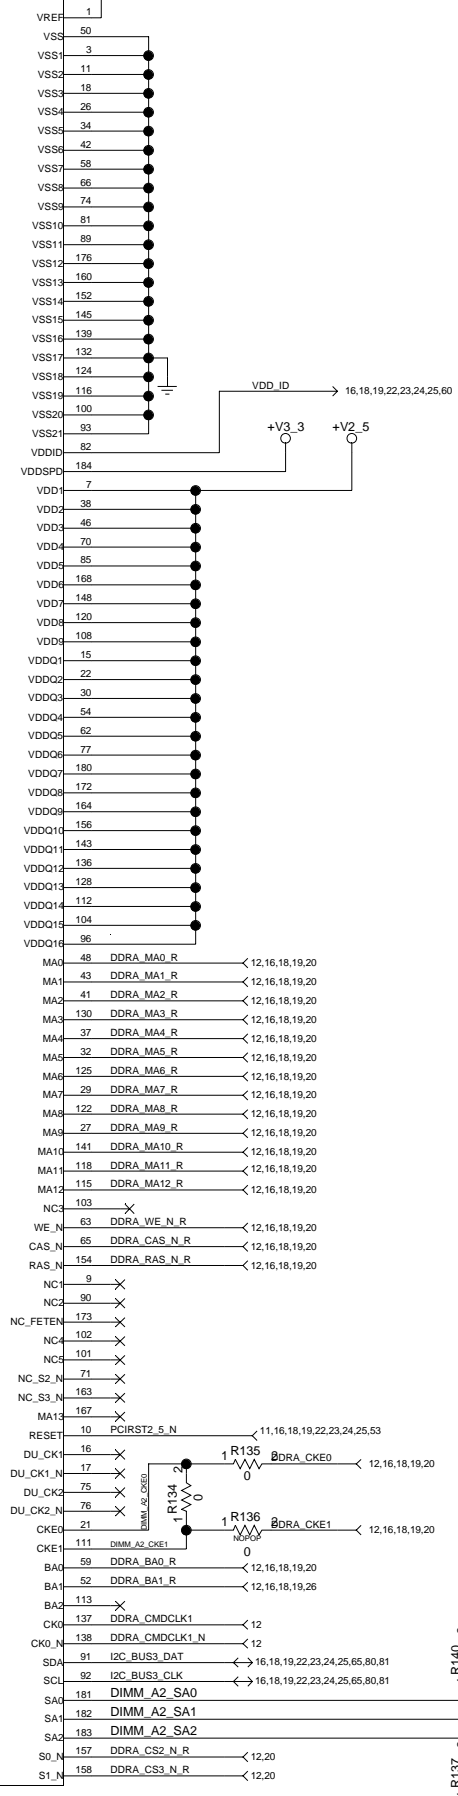 VREF 1
VSS 50
VSS1 3
VSS2 11
VSS3 18
VSS4 26
VSS5 34
VSS6 42
VSS7 58
VSS8 66
VSS9 74
VSS10 81
VSS11 89
VSS12 176
VSS13 160
VSS14 152
VSS15 145
VSS16 139
VSS17 132
VSS18 124
VSS19 116
VDD_ID 16,18,19,22,23,24,25,60
VSS20 100
VSS21 93
+V3_3 +V2_5
VDDID 82
VDDSPD 184
VDD1 7
VDD2 38
VDD3 46
VDD4 70
VDD5 85
VDD6 168
VDD7 148
VDD8 120
VDD9 108
VDDQ1 15
VDDQ2 22
VDDQ3 30
VDDQ4 54
VDDQ5 62
VDDQ6 77
VDDQ7 180
VDDQ8 172
VDDQ9 164
VDDQ10 156
VDDQ11 143
VDDQ12 136
VDDQ13 128
VDDQ14 112
VDDQ15 104
VDDQ16 96
MA0 48 DDRA_MA0_R 12,16,18,19,20
MA1 43 DDRA_MA1_R 12,16,18,19,20
MA2 41 DDRA_MA2_R 12,16,18,19,20
MA3 130 DDRA_MA3_R 12,16,18,19,20
MA4 37 DDRA_MA4_R 12,16,18,19,20
MA5 32 DDRA_MA5_R 12,16,18,19,20
MA6 125 DDRA_MA6_R 12,16,18,19,20
MA7 29 DDRA_MA7_R 12,16,18,19,20
MA8 122 DDRA_MA8_R 12,16,18,19,20
MA9 27 DDRA_MA9_R 12,16,18,19,20
MA10 141 DDRA_MA10_R 12,16,18,19,20
MA11 118 DDRA_MA11_R 12,16,18,19,20
MA12 115 DDRA_MA12_R 12,16,18,19,20
NC3 103
WE_N 63 DDRA_WE_N_R 12,16,18,19,20
CAS_N 65 DDRA_CAS_N_R 12,16,18,19,20
RAS_N 154 DDRA_RAS_N_R 12,16,18,19,20
NC1 9
NC2 90
NC_FETEN 173
NC4 102
NC5 101
NC_S2_N 71
NC_S3_N 163
MA13 167
RESET 10 PCIRST2_5_N 11,16,18,19,22,23,24,25,53
DU_CK1 16
1 R135 2 DDRA_CKE0 12,16,18,19,20
0
DU_CK1_N 17
DU_CK2 75
DU_CK2_N 76
DIMM_A2_CKE0
1 R134 2
0
CKE0 21
1 R136 2 DDRA_CKE1 12,16,18,19,20
NOPOP
0
CKE1 111 DIMM_A2_CKE1
BA0 59 DDRA_BA0_R 12,16,18,19,20
BA1 52 DDRA_BA1_R 12,16,18,19,26
BA2 113
CK0 137 DDRA_CMDCLK1 12
CK0_N 138 DDRA_CMDCLK1_N 12
SDA 91 I2C_BUS3_DAT 16,18,19,22,23,24,25,65,80,81
SCL 92 I2C_BUS3_CLK 16,18,19,22,23,24,25,65,80,81
R140
SA0 181 DIMM_A2_SA0
SA1 182 DIMM_A2_SA1
SA2 183 DIMM_A2_SA2
S0_N 157 DDRA_CS2_N_R 12,20
S1_N 158 DDRA_CS3_N_R 12,20
R137